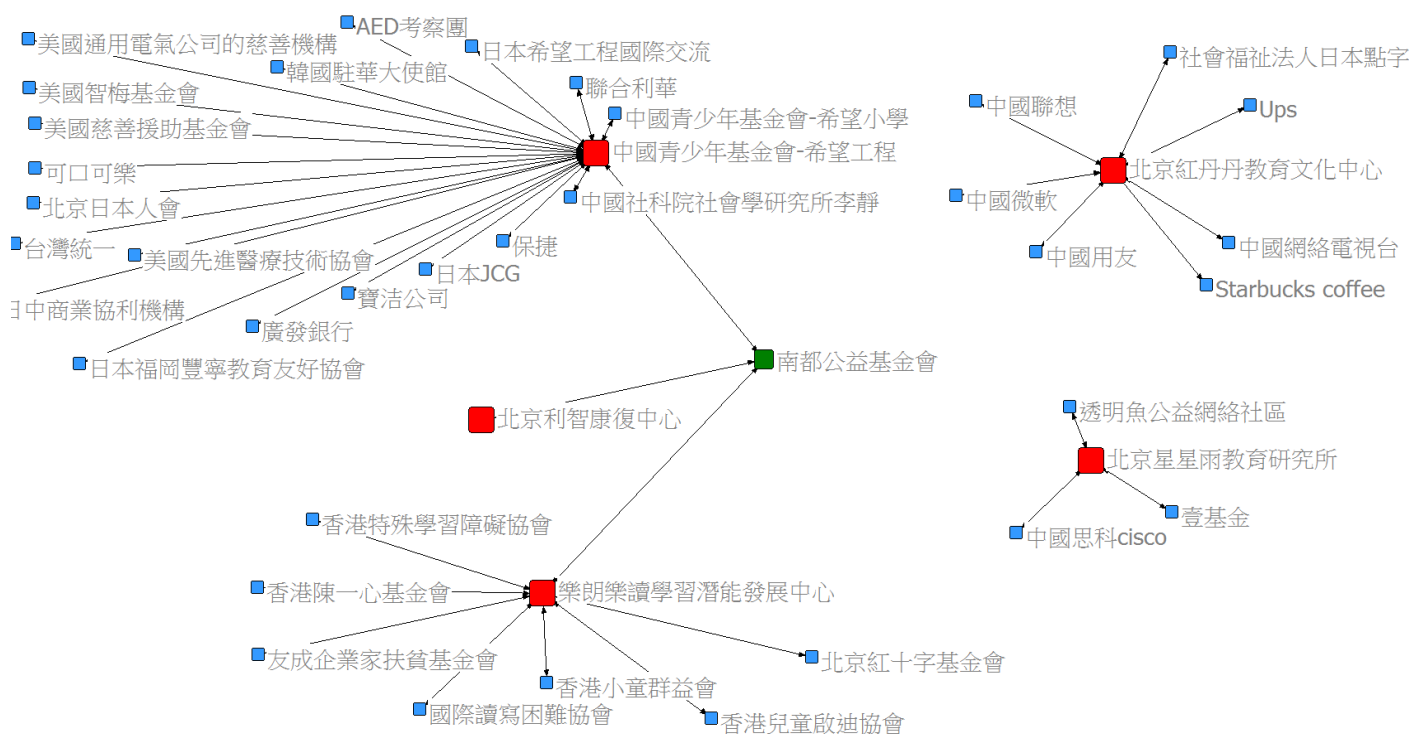 AED考察團
美國通用電氣公司的慈善機構
日本希望工程國際交流
韓國駐華大使館
聯合利華
美國智梅基金會
中國青少年基金會-希望小學
美國慈善援助基金會
中國青少年基金會-希望工程
可口可樂
中國社科院社會學研究所李靜
北京日本人會
台灣統一
保捷
美國先進醫療技術協會
日本JCG
寶洁公司
日中商業協利機構
廣發銀行
日本福岡豐寧教育友好協會
社會福祉法人日本點字
中國聯想
Ups
北京紅丹丹教育文化中心
中國微軟
中國用友
中國網絡電視台
Starbucks coffee
南都公益基金會
北京利智康復中心
透明魚公益網絡社區
北京星星雨教育研究所
壹基金
中國思科cisco
香港特殊學習障礙協會
香港陳一心基金會
樂朗樂讀學習潛能發展中心
友成企業家扶貧基金會
北京紅十字基金會
香港小童群益會
國際讀寫困難協會
香港兒童啟迪協會